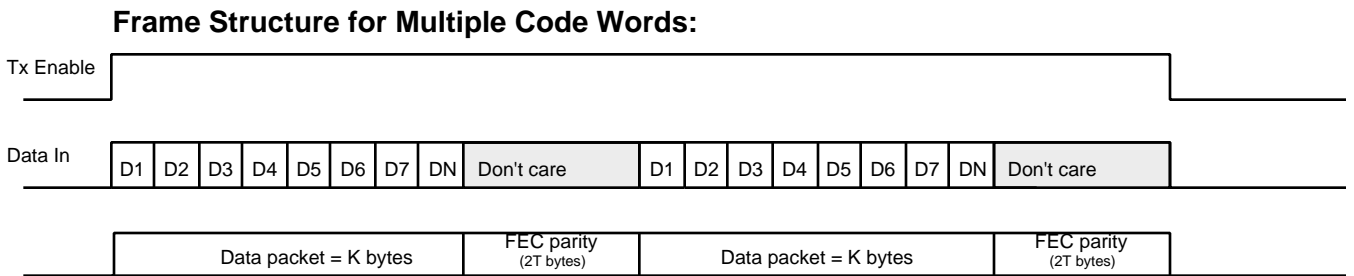 Frame Structure for Multiple Code Words:
Tx Enable
Data In
D1 D2 D3 D4 D5 D6 D7 DN Don't care D1 D2 D3 D4 D5 D6 D7 DN Don't care
Data packet = K bytes FEC parity (2T bytes) Data packet = K bytes FEC parity (2T bytes)